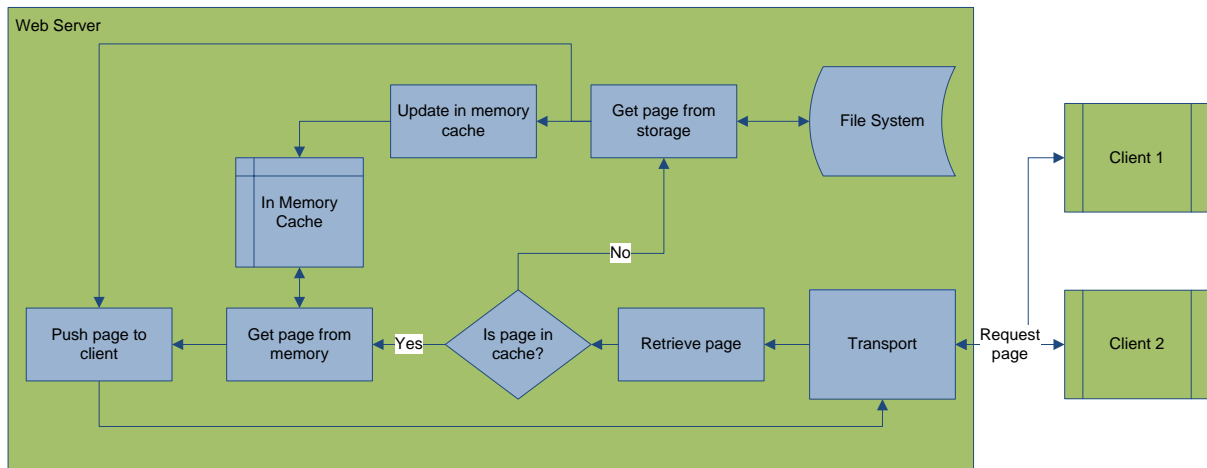 Web Server
Update in memory
cache
Get page from
storage
File System
Client 1
In Memory
Cache
No
Push page to
client
Get page from
memory
Yes
Is page in
cache?
Retrieve page
Transport
Request
page
Client 2